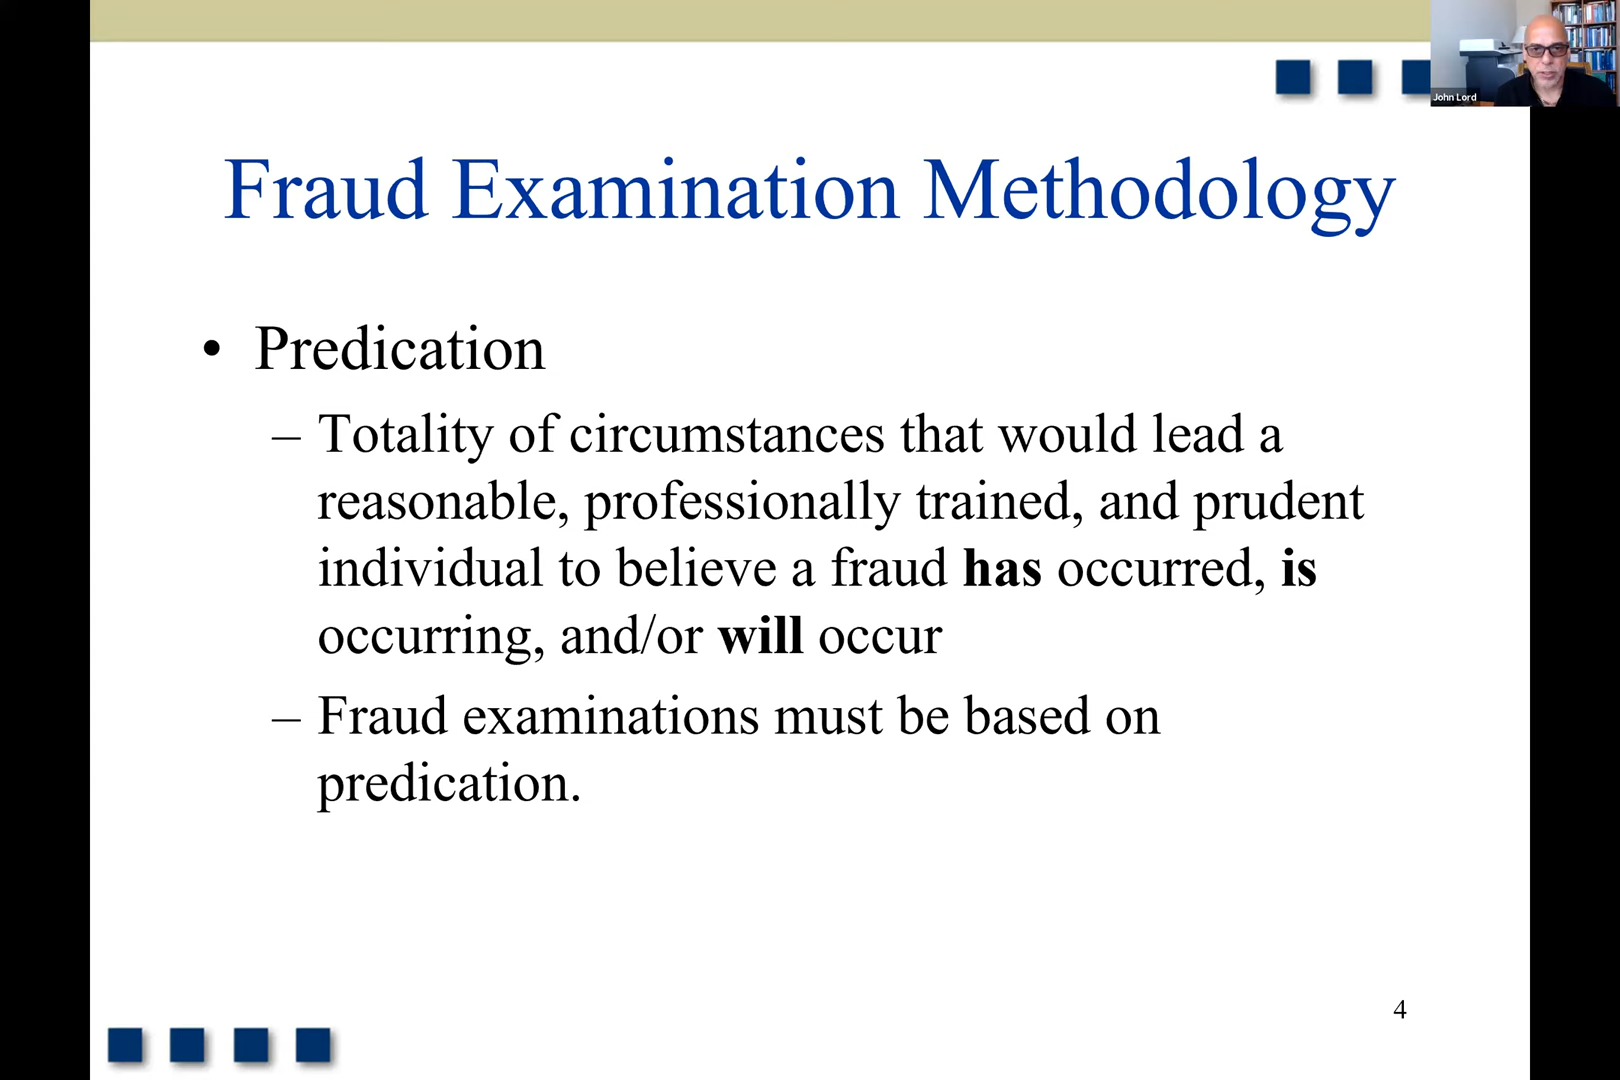 John Lord
Fraud Examination Methodology
• Predication
– Totality of circumstances that would lead a
reasonable, professionally trained, and prudent
individual to believe a fraud has occurred, is
occurring, and/or will occur
– Fraud examinations must be based on
predication.
4